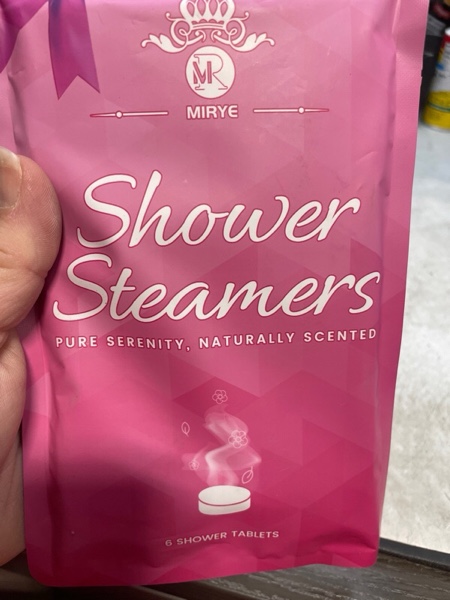 MR
MIRYE
Shower
Steamers
PURE SERENITY, NATURALLY SCENTED
6 SHOWER TABLETS